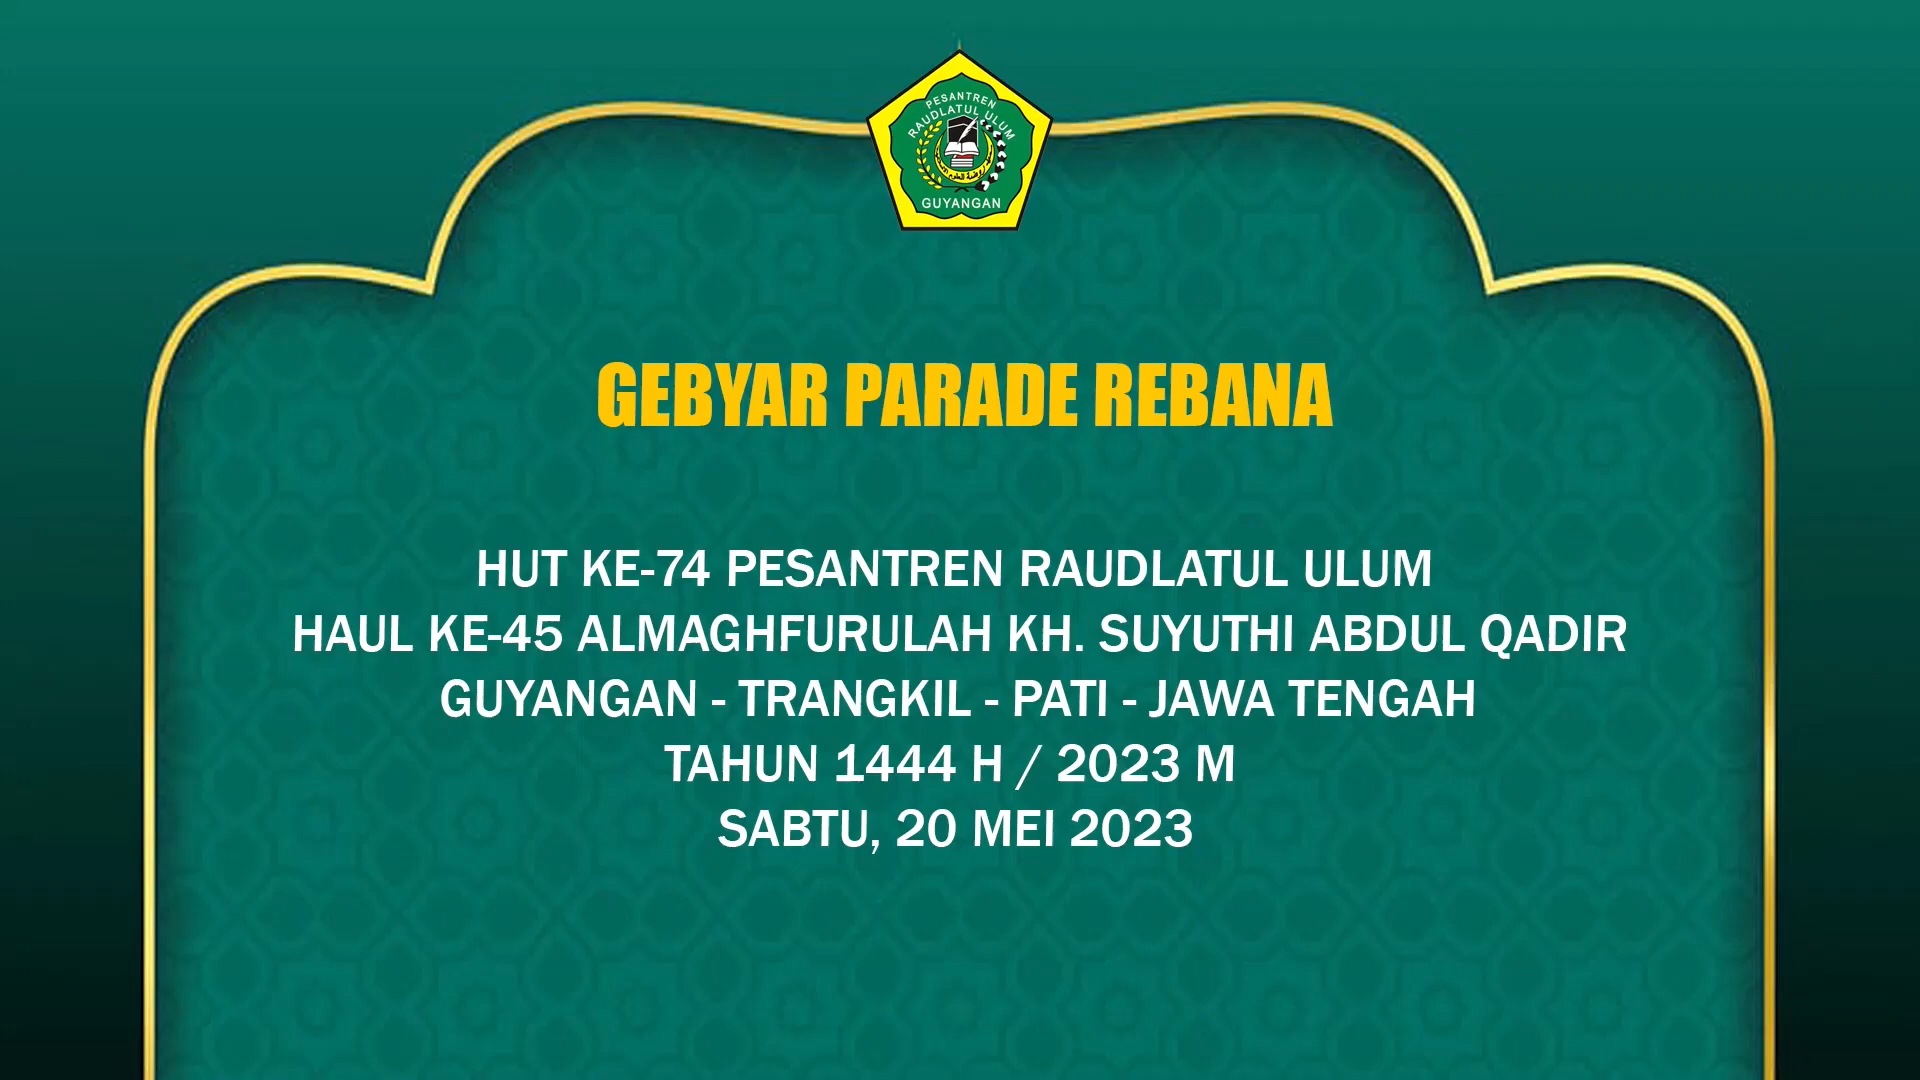 PESANTREN
RAUDLATUL ULUM
GUYANGAN
GEBYAR PARADE REBANA
HUT KE-74 PESANTREN RAUDLATUL ULUM
HAUL KE-45 ALMAGHFURULAH KH. SUYUTHI ABDUL QADIR
GUYANGAN - TRANGKIL - PATI - JAWA TENGAH
TAHUN 1444 H / 2023 M
SABTU, 20 MEI 2023